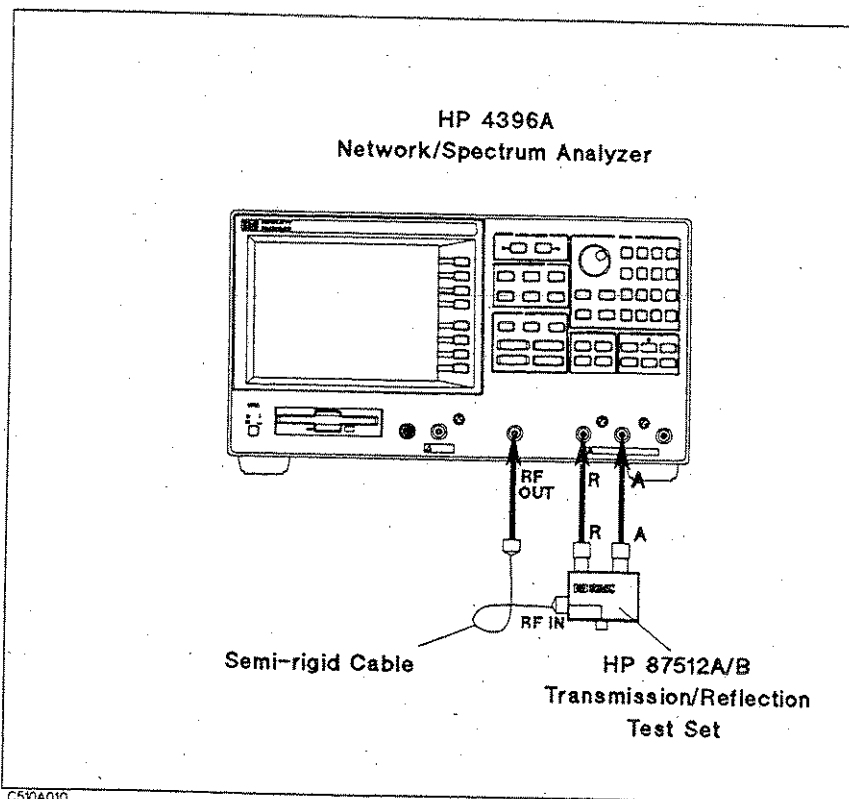 HP 4396A
Network/Spectrum Analyzer
RF
OUT
R
A
R
A
RF IN
Semi-rigid Cable
HP 87512A/B
Transmission/Reflection
Test Set
C510A010